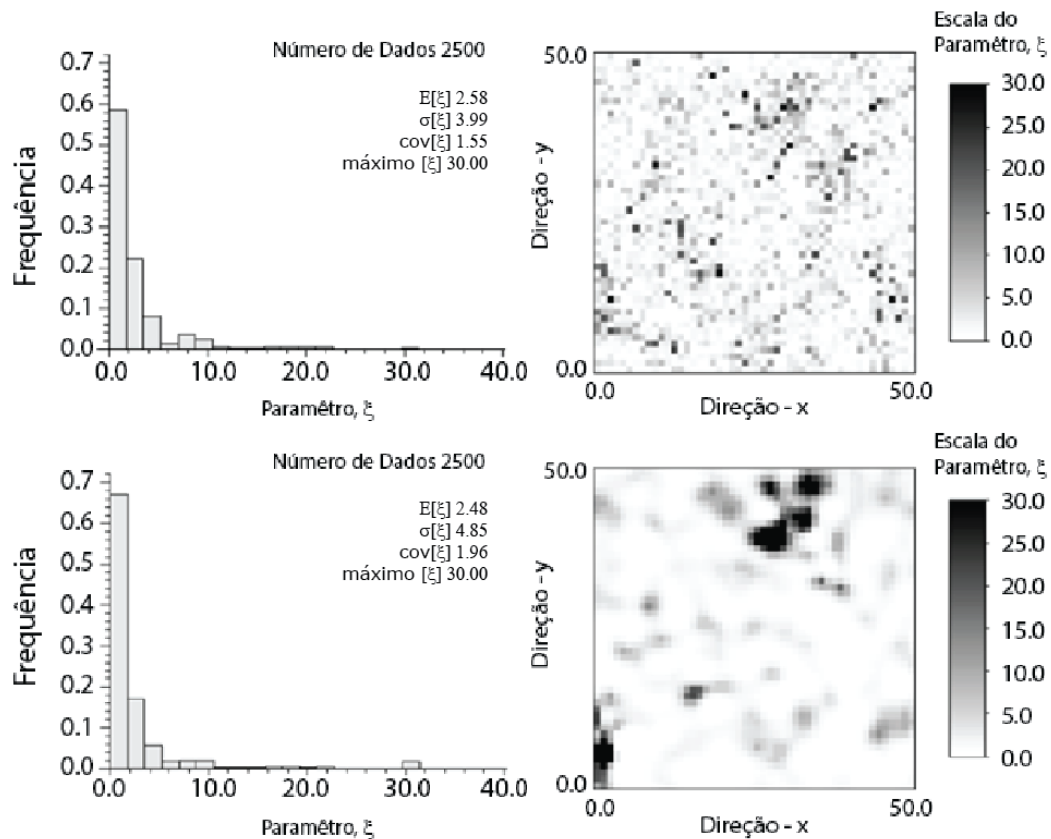 Número de Dados 2500
E[ξ] 2.58
σ[ξ] 3.99
cov[ξ] 1.55
máximo [ξ] 30.00
Frequência
0.7
0.6
0.5
0.4
0.3
0.2
0.1
0.0
0.0 10.0 20.0 30.0 40.0
Paramêtro, ξ
50.0
Direção - y
0.0
0.0 50.0
Direção - x
Escala do
Paramêtro, ξ
30.0
25.0
20.0
15.0
10.0
5.0
0.0
Número de Dados 2500
E[ξ] 2.48
σ[ξ] 4.85
cov[ξ] 1.96
máximo [ξ] 30.00
Frequência
0.7
0.6
0.5
0.4
0.3
0.2
0.1
0.0
0.0 10.0 20.0 30.0 40.0
Paramêtro, ξ
50.0
Direção - y
0.0
0.0 50.0
Direção - x
Escala do
Paramêtro, ξ
30.0
25.0
20.0
15.0
10.0
5.0
0.0